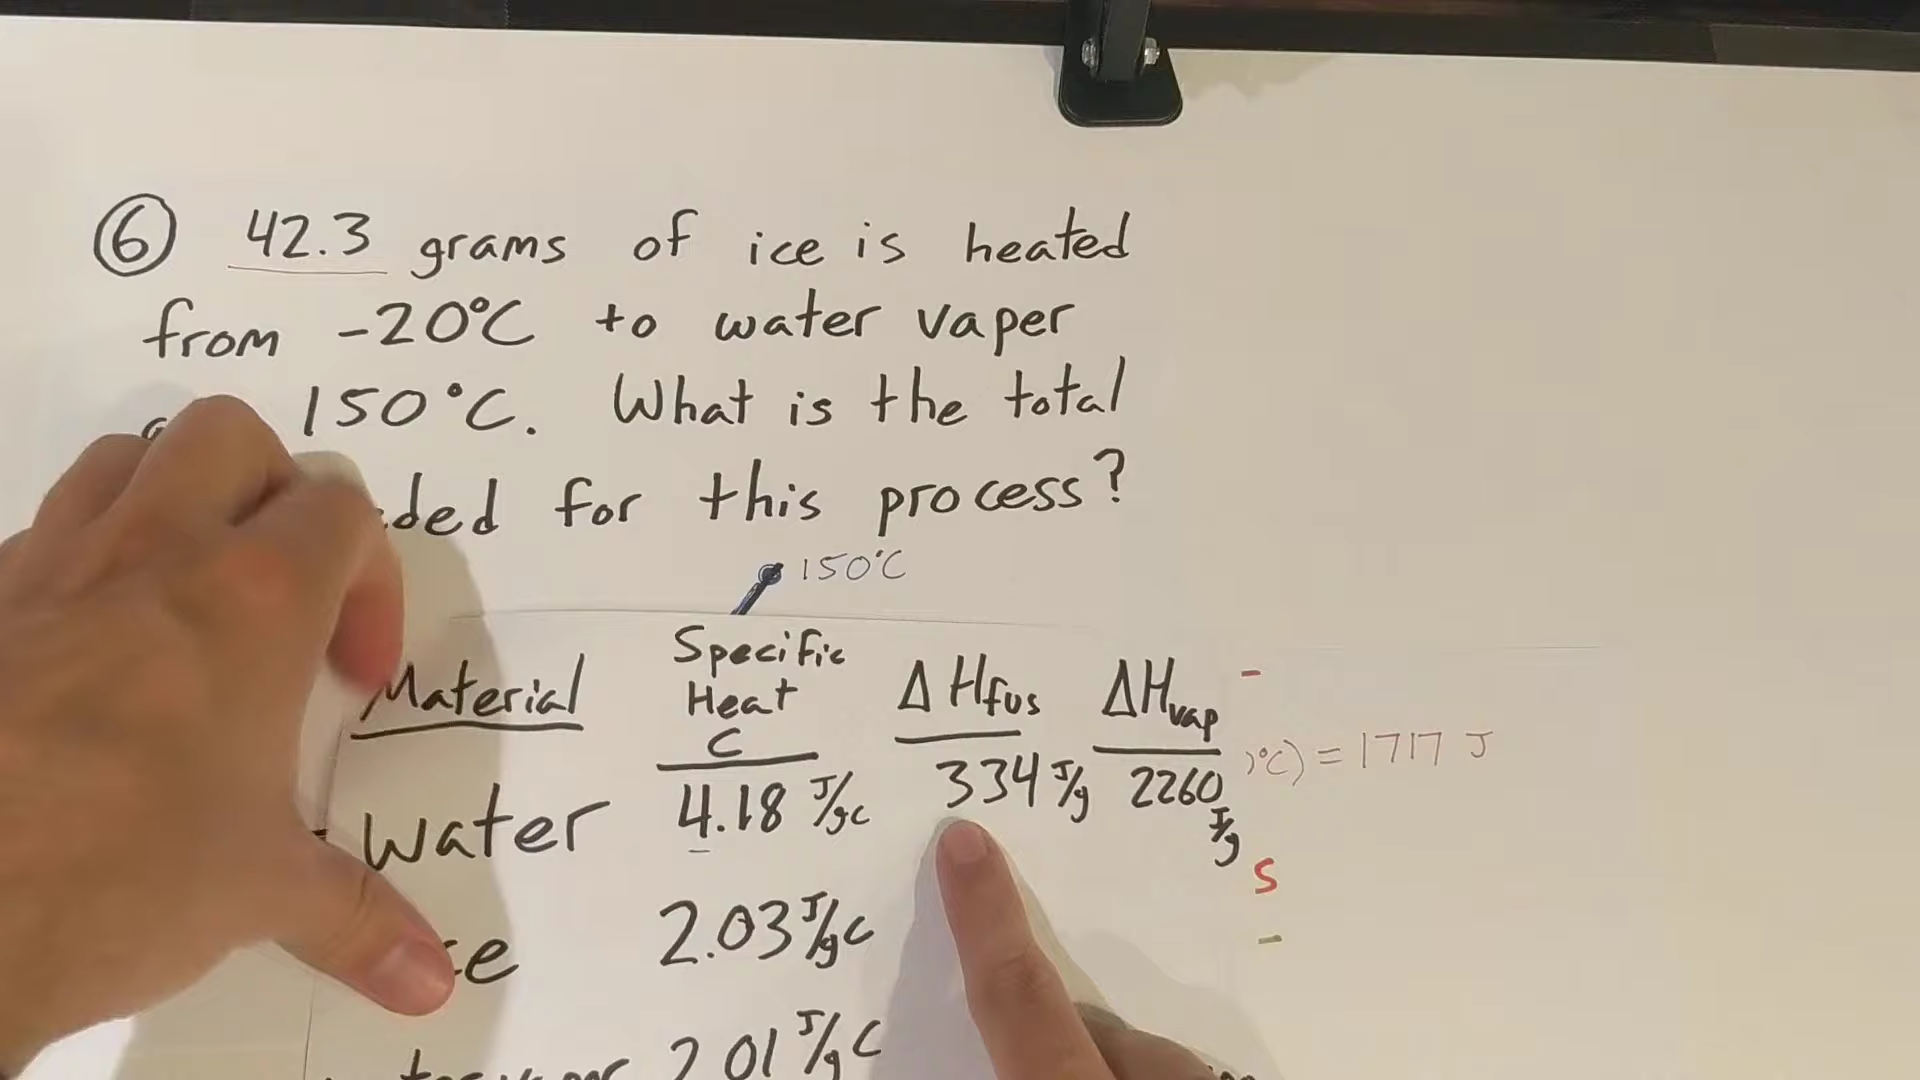 6 42.3 grams of ice is heated
from -20°C to water vaper
150°C. What is the total
for this process?
150°C
Material Specific Heat C ΔHfus ΔHvap
water 4.18 J/gc 334 J/g 2260 J/g
2.03 J/gc
2.01 J/gC
= 1717 J